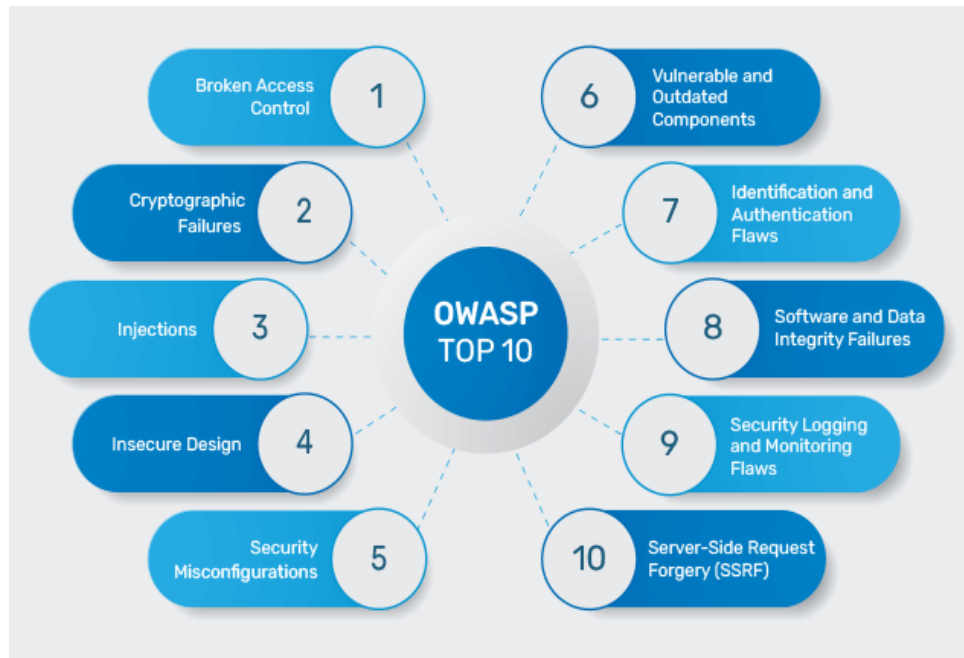 1
Broken Access
Control
2
Cryptographic
Failures
3
Injections
4
Insecure Design
5
Security
Misconfigurations
OWASP
TOP 10
6
Vulnerable and
Outdated
Components
7
Identification and
Authentication
Flaws
8
Software and Data
Integrity Failures
9
Security Logging
and Monitoring
Flaws
10
Server-Side Request
Forgery (SSRF)